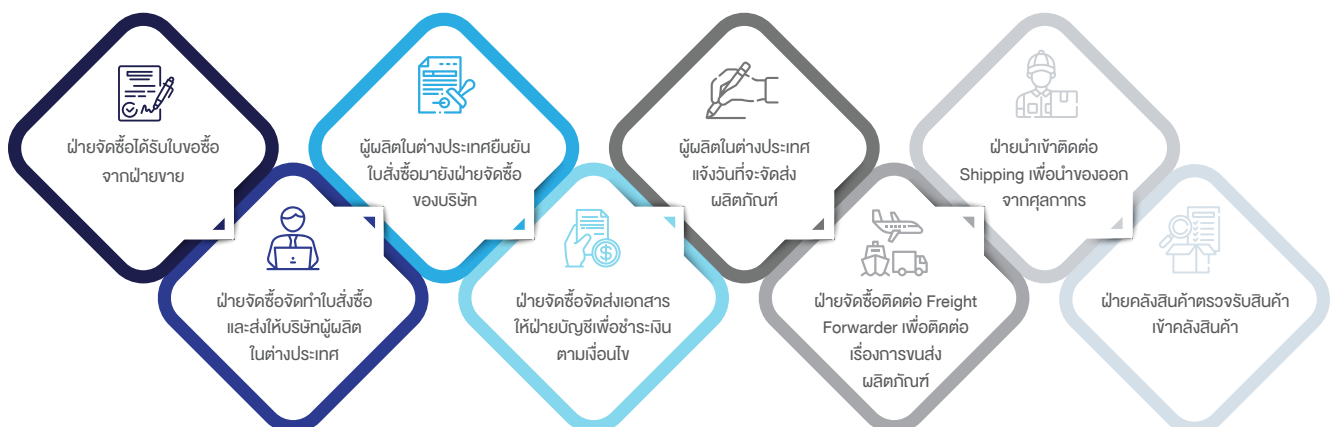 ฝ่ายจัดซื้อได้รับใบขอซื้อ
จากฝ่ายขาย
ฝ่ายจัดซื้อจัดทำใบสั่งซื้อ
และส่งให้บริษัทผู้ผลิต
ในต่างประเทศ
ผู้ผลิตในต่างประเทศยืนยัน
ใบสั่งซื้อมายังฝ่ายจัดซื้อ
ของบริษัท
ฝ่ายจัดซื้อจัดส่งเอกสาร
ให้ฝ่ายบัญชีเพื่อชำระเงิน
ตามเงื่อนไข
ผู้ผลิตในต่างประเทศ
แจ้งวันที่จะจัดส่ง
ผลิตภัณฑ์
ฝ่ายจัดซื้อติดต่อ Freight
Forwarder เพื่อติดต่อ
เรื่องการขนส่ง
ผลิตภัณฑ์
ฝ่ายนำเข้าติดต่อ
Shipping เพื่อนำของออก
จากศุลกากร
ฝ่ายคลังสินค้าตรวจรับสินค้า
เข้าคลังสินค้า